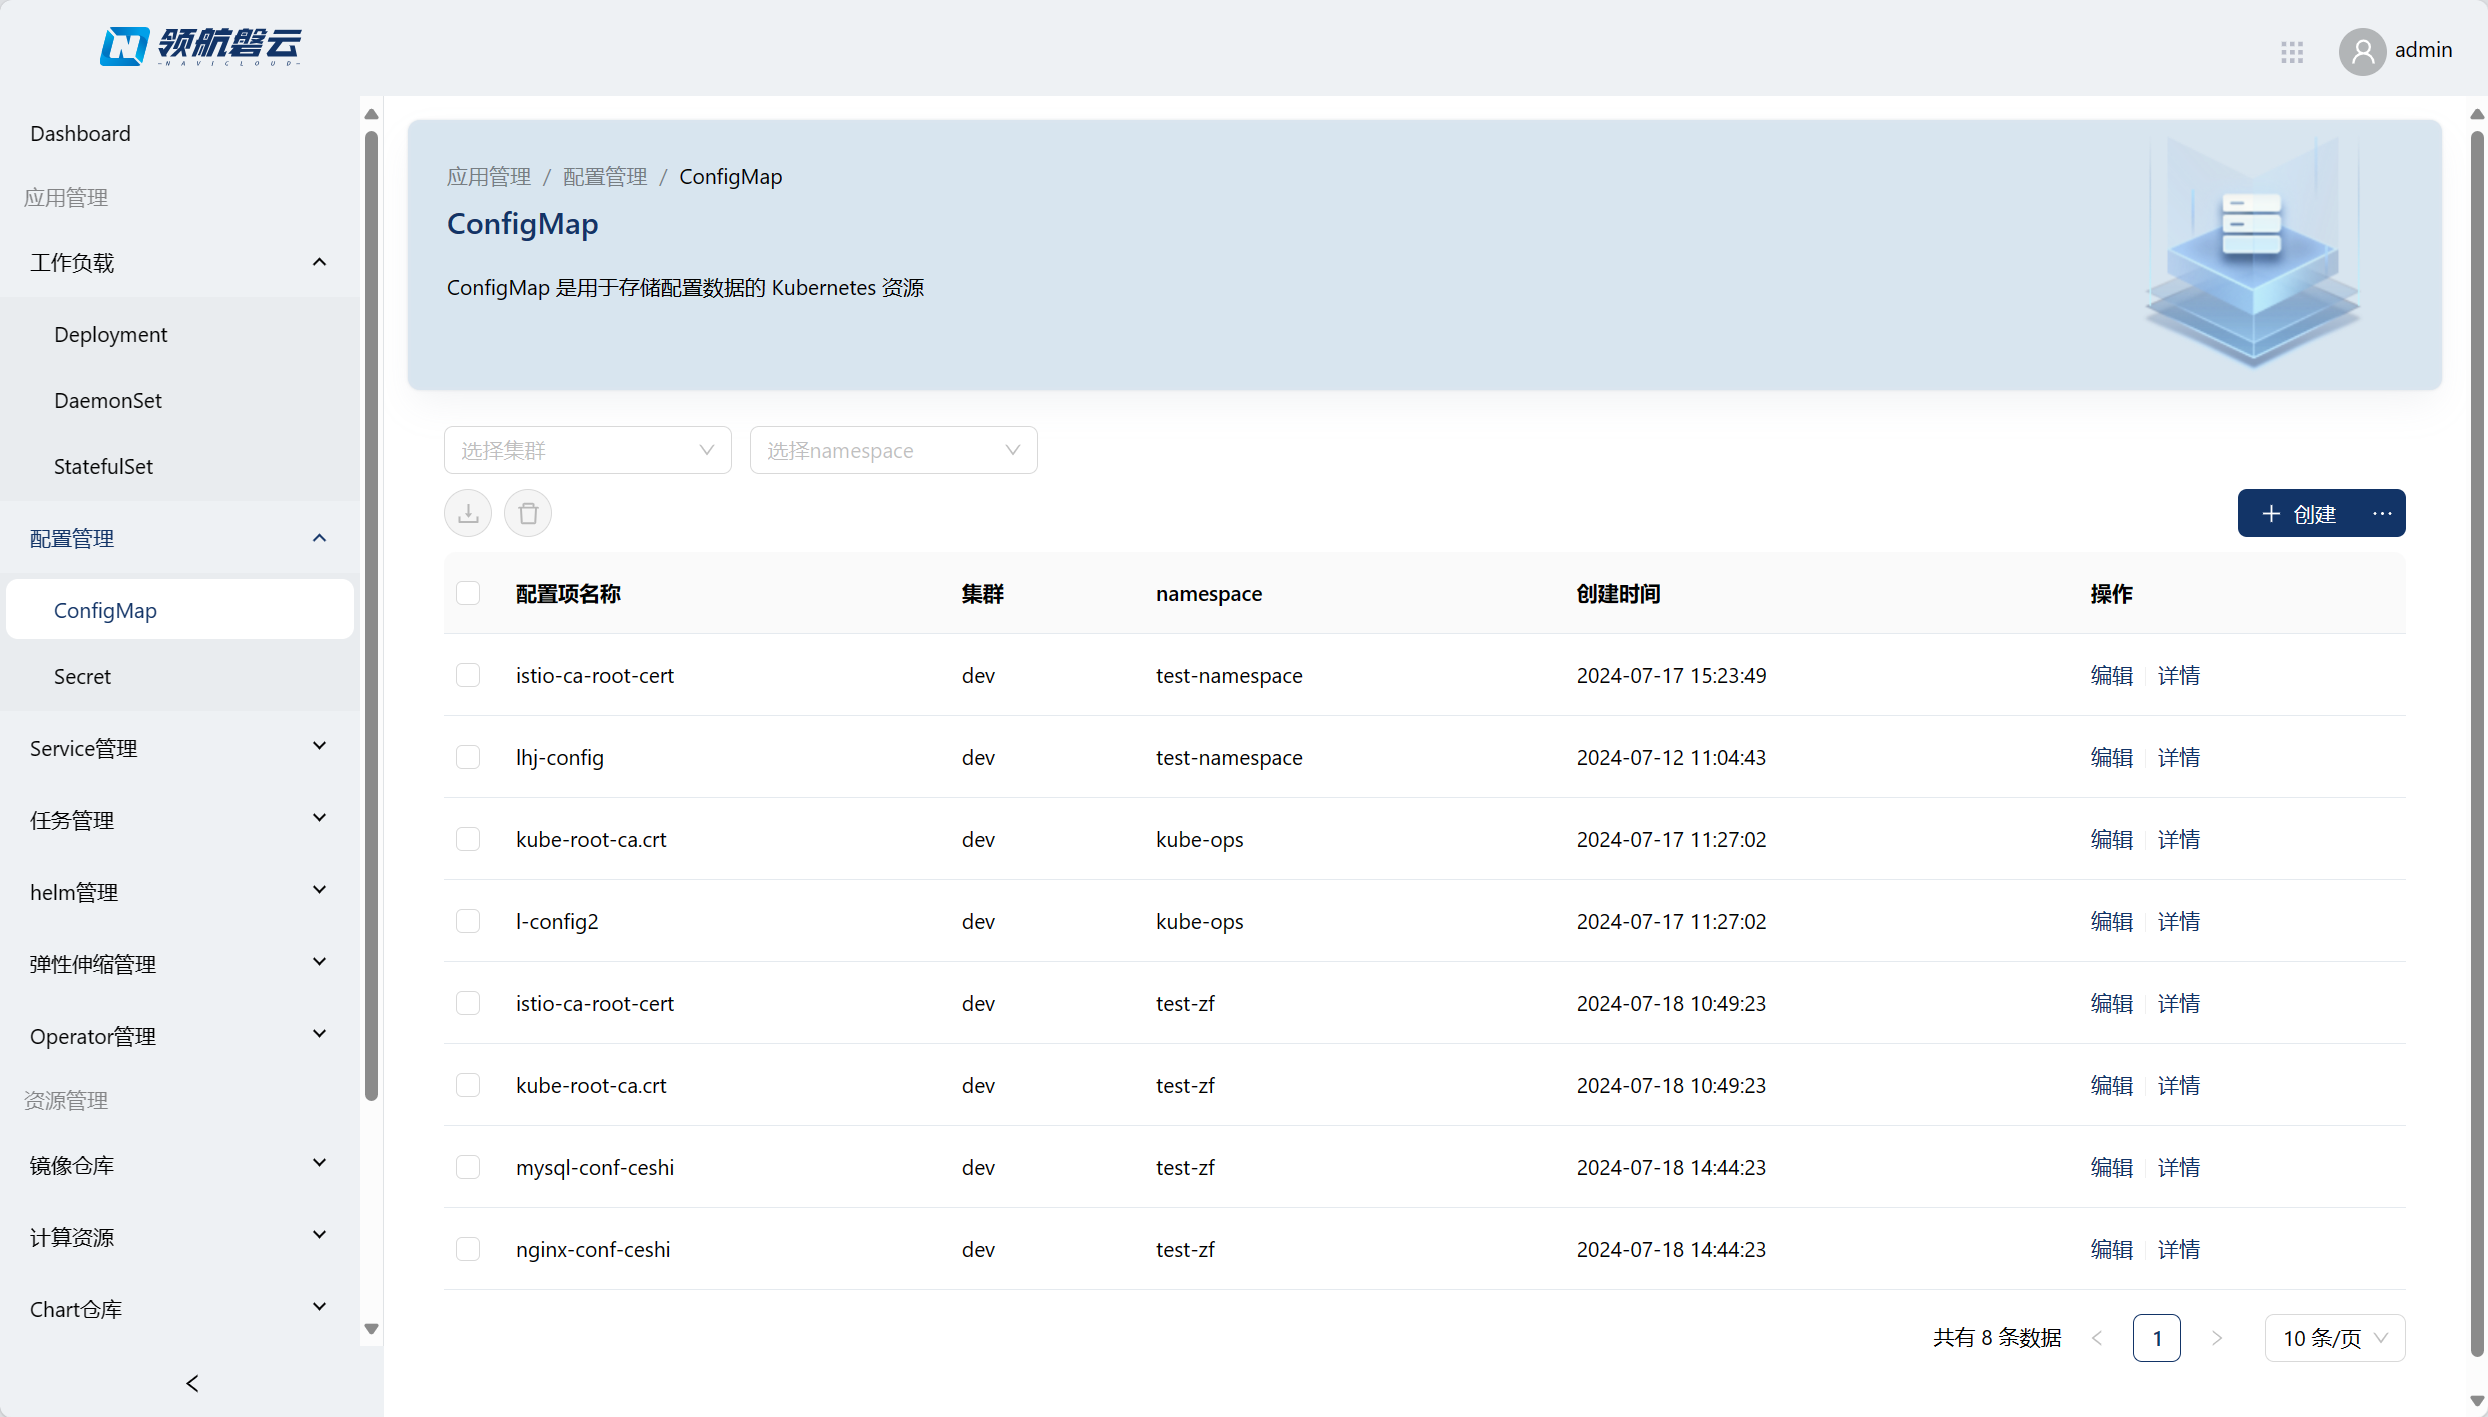 领航磐云
NAVICLOUD
admin
Dashboard
应用管理
工作负载
Deployment
DaemonSet
StatefulSet
配置管理
ConfigMap
Secret
Service管理
任务管理
helm管理
弹性伸缩管理
Operator管理
资源管理
镜像仓库
计算资源
Chart仓库
应用管理 / 配置管理 / ConfigMap
ConfigMap
ConfigMap 是用于存储配置数据的 Kubernetes 资源
选择集群 选择namespace
创建 ···
配置项名称 集群 namespace 创建时间 操作
istio-ca-root-cert dev test-namespace 2024-07-17 15:23:49 编辑 详情
lhj-config dev test-namespace 2024-07-12 11:04:43 编辑 详情
kube-root-ca.crt dev kube-ops 2024-07-17 11:27:02 编辑 详情
l-config2 dev kube-ops 2024-07-17 11:27:02 编辑 详情
istio-ca-root-cert dev test-zf 2024-07-18 10:49:23 编辑 详情
kube-root-ca.crt dev test-zf 2024-07-18 10:49:23 编辑 详情
mysql-conf-ceshi dev test-zf 2024-07-18 14:44:23 编辑 详情
nginx-conf-ceshi dev test-zf 2024-07-18 14:44:23 编辑 详情
共有 8 条数据 < 1 > 10 条/页